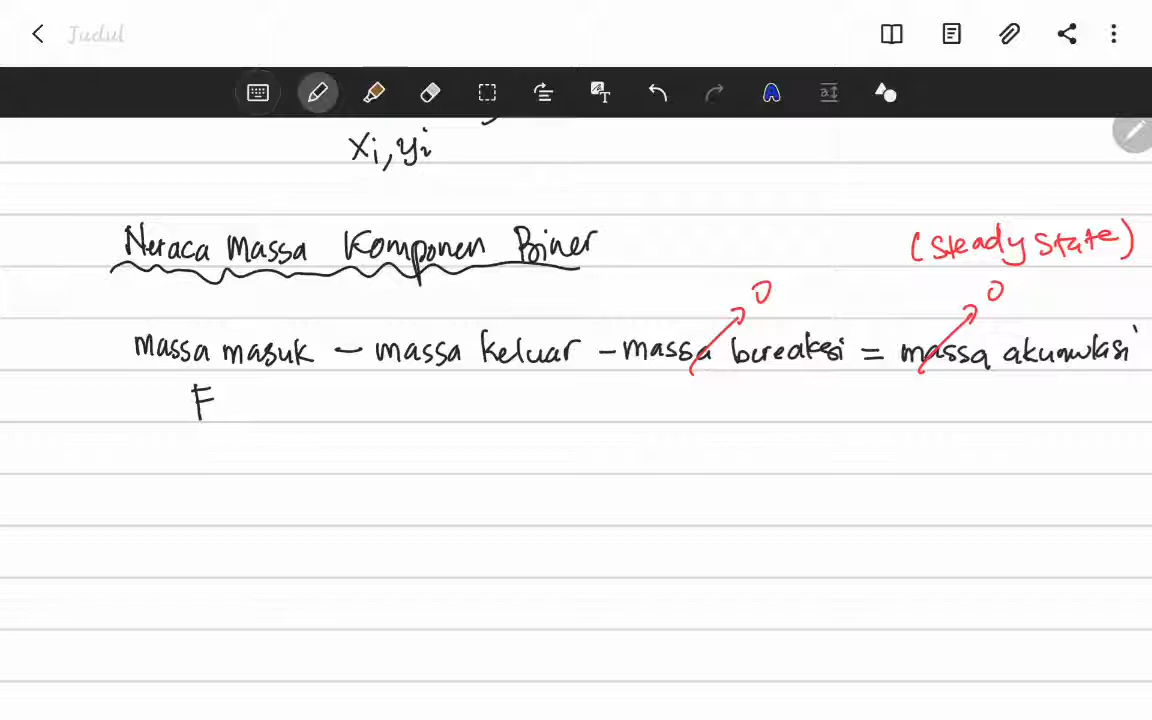 Judul
xi, yi
Neraca Massa Komponen Biner
(steady state)
0 0
massa masuk - massa keluar - massa bereaksi = massa akumulasi
F